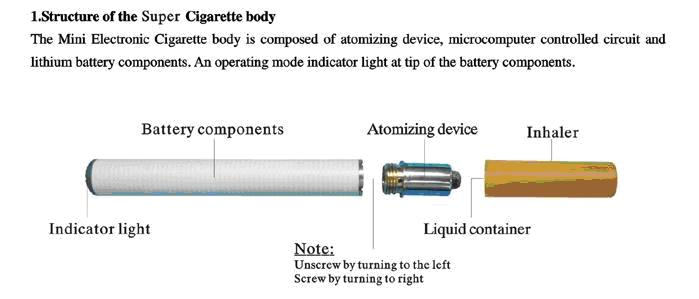 1.Structure of the Super Cigarette body
The Mini Electronic Cigarette body is composed of atomizing device, microcomputer controlled circuit and
lithium battery components. An operating mode indicator light at tip of the battery components.
Battery components
Atomizing device
Inhaler
Indicator light
Liquid container
Note:
Unscrew by turning to the left
Screw by turning to right